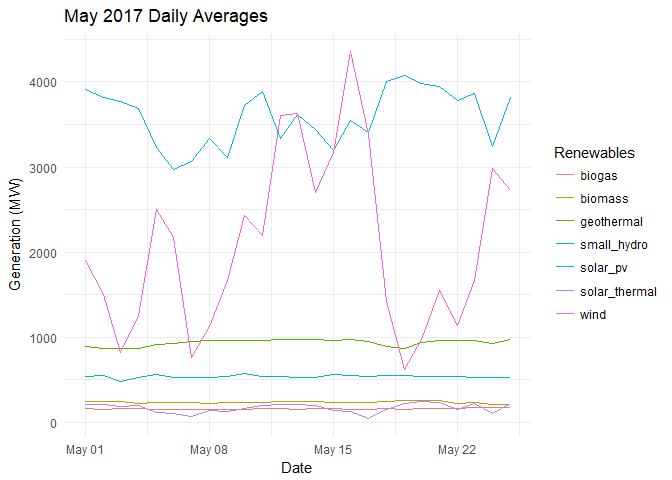 May 2017 Daily Averages
Generation (MW)
4000
3000
2000
1000
0
May 01
May 08
May 15
May 22
Date
Renewables
biogas
biomass
geothermal
small_hydro
solar_pv
solar_thermal
wind